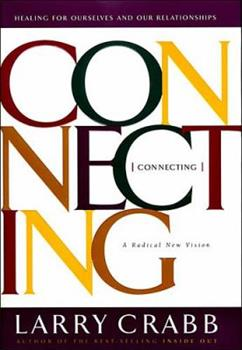 HEALING FOR OURSELVES AND OUR RELATIONSHIPS
CON
NECT
[ CONNECTING ]
ING
A Radical New Vision
LARRY CRABB
AUTHOR OF THE BEST-SELLING INSIDE OUT